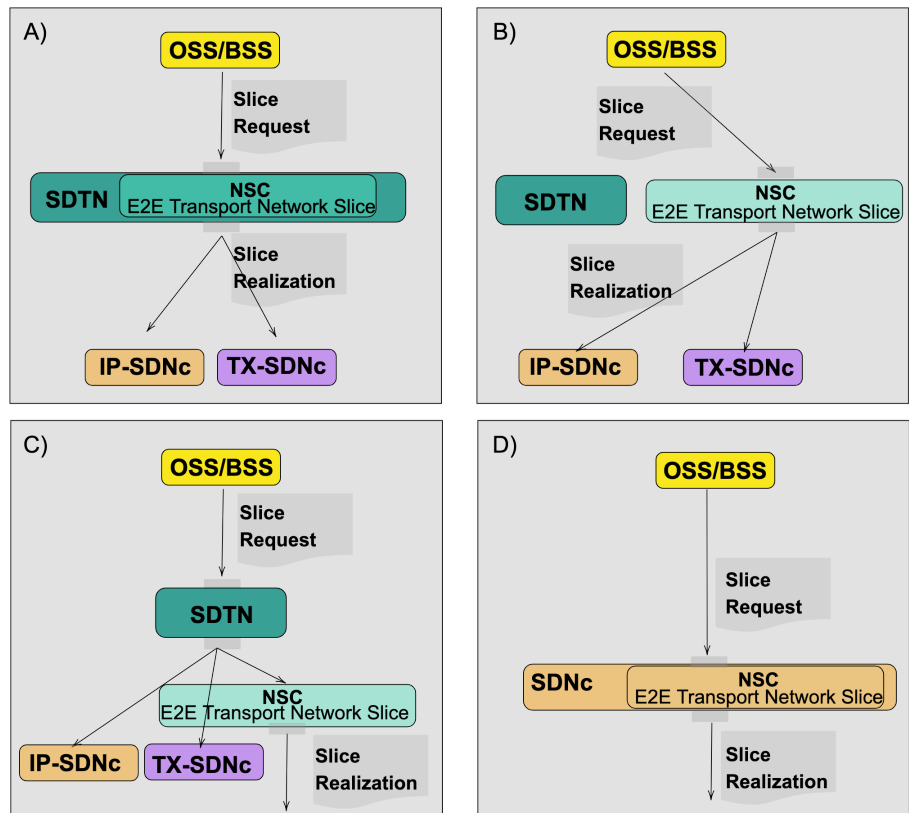 A)
OSS/BSS
Slice
Request
SDTN
NSC
E2E Transport Network Slice
Slice
Realization
IP-SDNc
TX-SDNc
B)
OSS/BSS
Slice
Request
SDTN
NSC
E2E Transport Network Slice
Slice
Realization
IP-SDNc
TX-SDNc
C)
OSS/BSS
Slice
Request
SDTN
NSC
E2E Transport Network Slice
IP-SDNc
TX-SDNc
Slice
Realization
D)
OSS/BSS
Slice
Request
SDNc
NSC
E2E Transport Network Slice
Slice
Realization